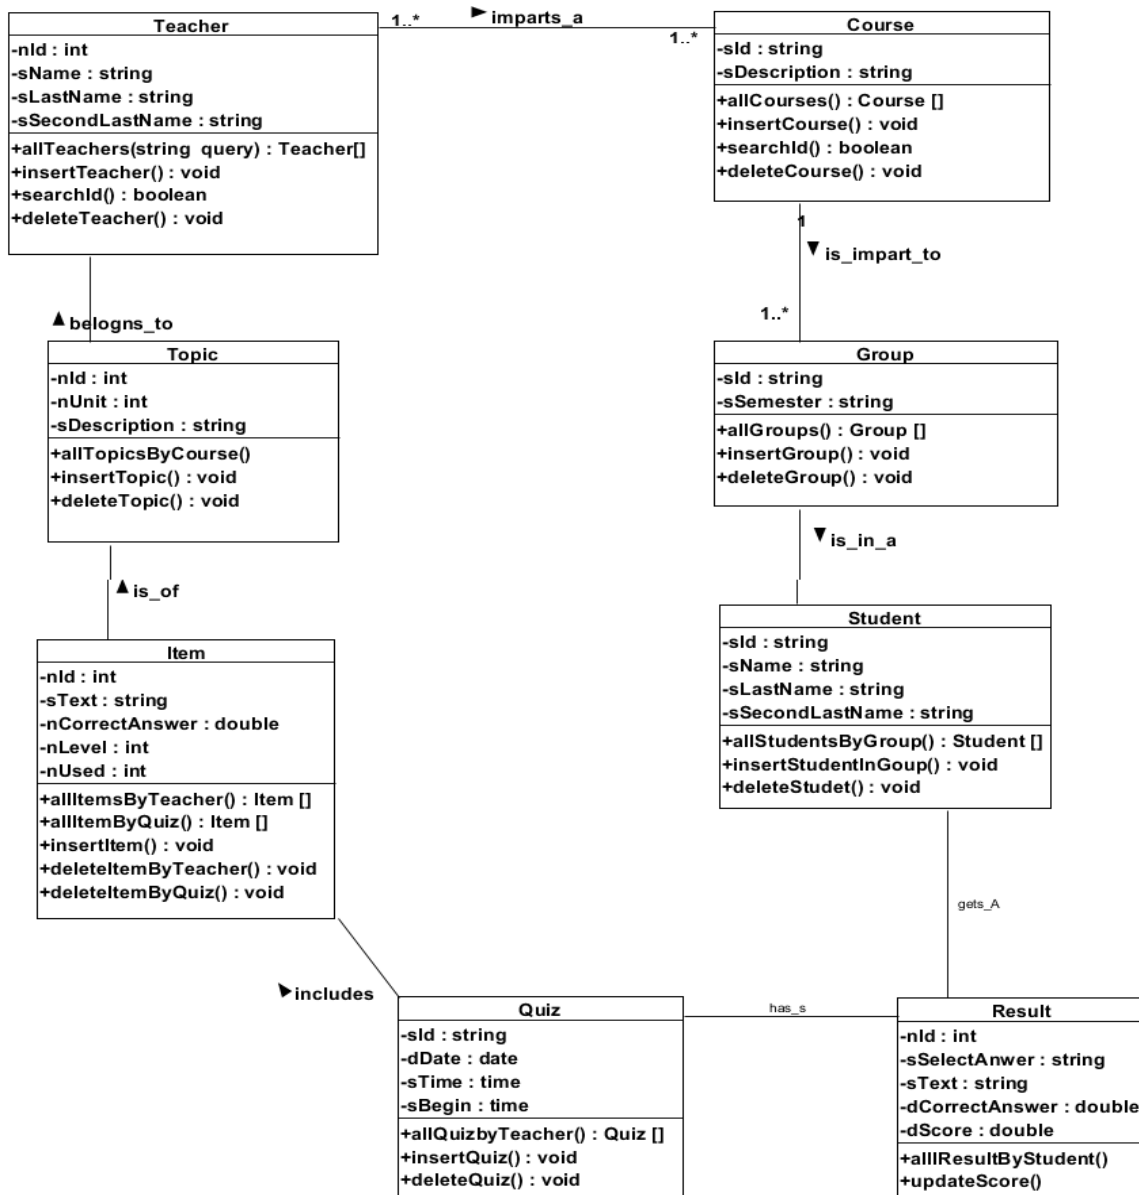 Teacher
-nId : int
-sName : string
-sLastName : string
-sSecondLastName : string
+allTeachers(string query) : Teacher[]
+insertTeacher() : void
+searchId() : boolean
+deleteTeacher() : void
1..*
imparts_a
1..*
Course
-sId : string
-sDescription : string
+allCourses() : Course []
+insertCourse() : void
+searchId() : boolean
+deleteCourse() : void
1
is_impart_to
1..*
belogns_to
Topic
-nId : int
-nUnit : int
-sDescription : string
+allTopicsByCourse()
+insertTopic() : void
+deleteTopic() : void
Group
-sId : string
-sSemester : string
+allGroups() : Group []
+insertGroup() : void
+deleteGroup() : void
is_of
is_in_a
Item
-nId : int
-sText : string
-nCorrectAnswer : double
-nLevel : int
-nUsed : int
+allItemsByTeacher() : Item []
+allItemByQuiz() : Item []
+insertItem() : void
+deleteItemByTeacher() : void
+deleteItemByQuiz() : void
Student
-sId : string
-sName : string
-sLastName : string
-sSecondLastName : string
+allStudentsByGroup() : Student []
+insertStudentInGoup() : void
+deleteStudet() : void
gets_A
includes
Quiz
-sId : string
-dDate : date
-sTime : time
-sBegin : time
+allQuizbyTeacher() : Quiz []
+insertQuiz() : void
+deleteQuiz() : void
has_s
Result
-nId : int
-sSelectAnwer : string
-sText : string
-dCorrectAnswer : double
-dScore : double
+alllResultByStudent()
+updateScore()